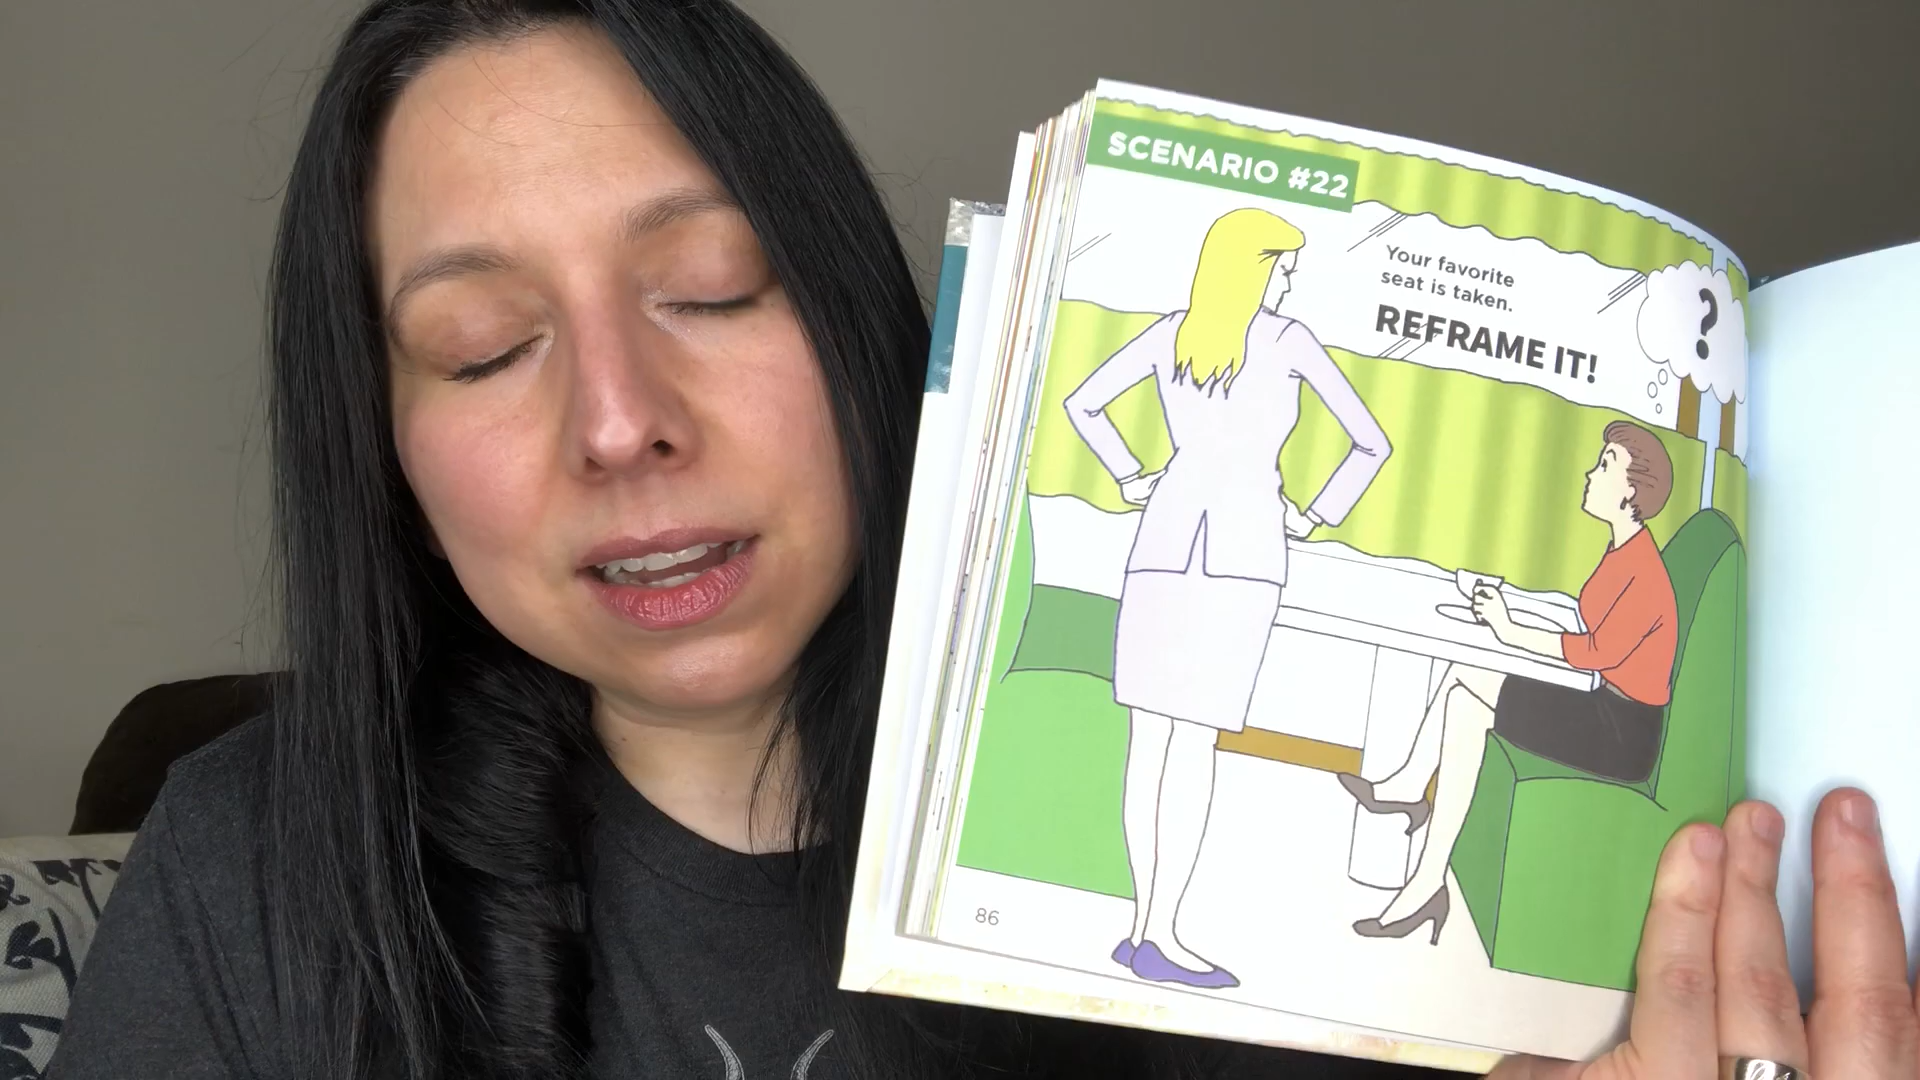 SCENARIO #22
Your favorite
seat is taken.
REFRAME IT!
?
86